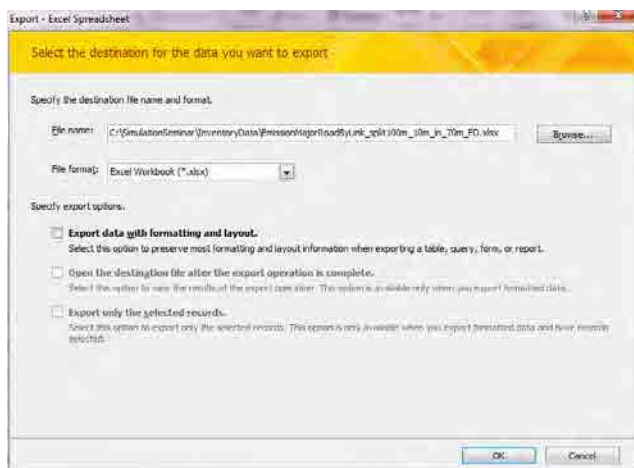 Export - Excel Spreadsheet
Select the destination for the data you want to export
Specify the destination file name and format.
File name: Browse...
File format: Excel Workbook (*.xlsx)
Specify export options.
Export data with formatting and layout.
Select this option to preserve most formatting and layout information when exporting a table, query, form, or report.
Open the destination file after the export operation is complete.
Select this option to view the results of the export operation. This option is available only when you export formatted data.
Export only the selected records.
Select this option to export only the selected records. This option is only available when you export formatted data and have records
selected.
OK Cancel